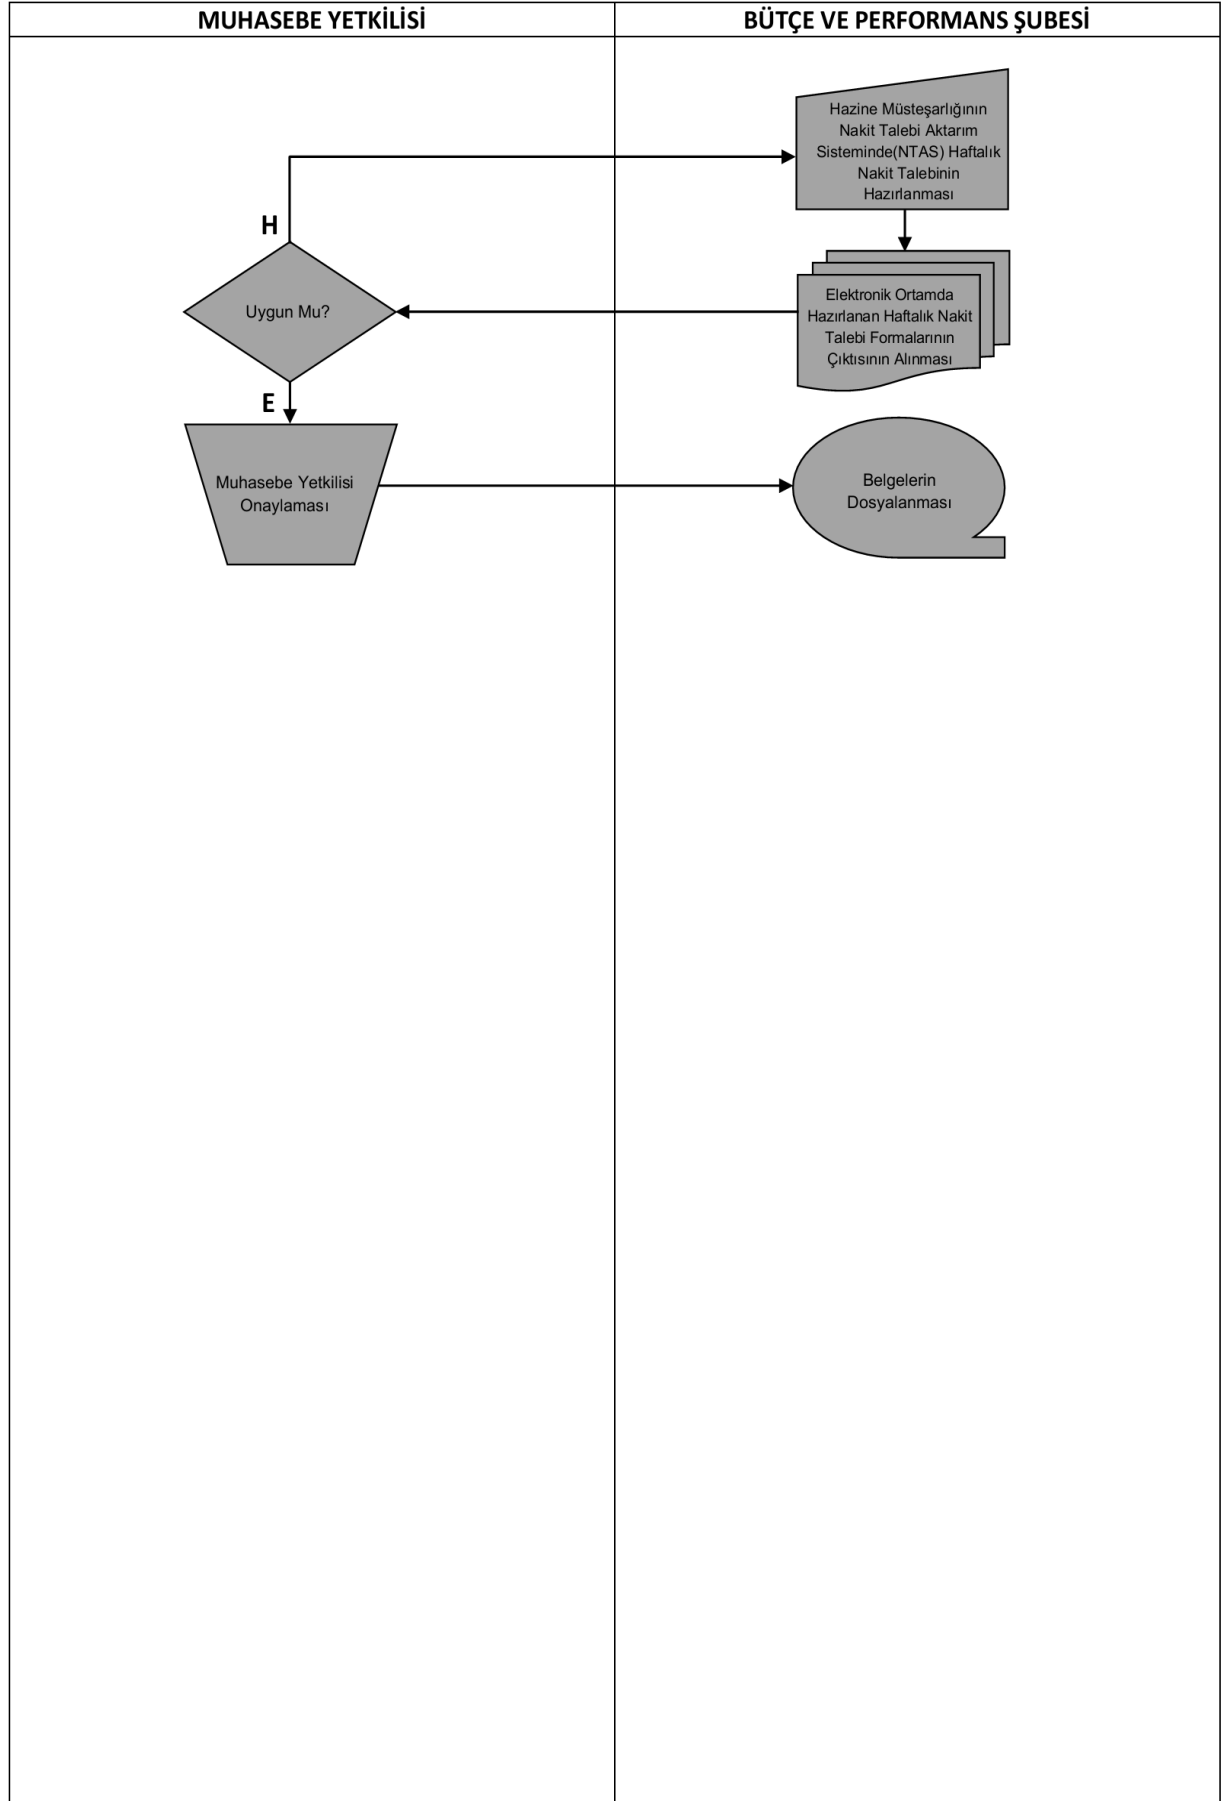 MUHASEBE YETKİLİSİ
BÜTÇE VE PERFORMANS ŞUBESİ
Hazine Müsteşarlığının
Nakit Talebi Aktarım
Sisteminde(NTAS) Haftalık
Nakit Talebinin
Hazırlanması
H
Uygun Mu?
Elektronik Ortamda
Hazırlanan Haftalık Nakit
Talebi Formalarının
Çıktısının Alınması
E
Muhasebe Yetkilisi
Onaylaması
Belgelerin
Dosyalanması